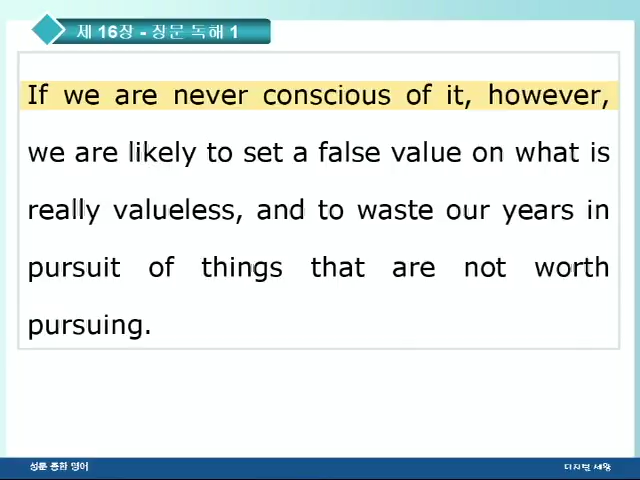 제 16장 - 장문 독해 1
If we are never conscious of it, however,
we are likely to set a false value on what is
really valueless, and to waste our years in
pursuit of things that are not worth
pursuing.
성문 종합 영어
디지털 세왕